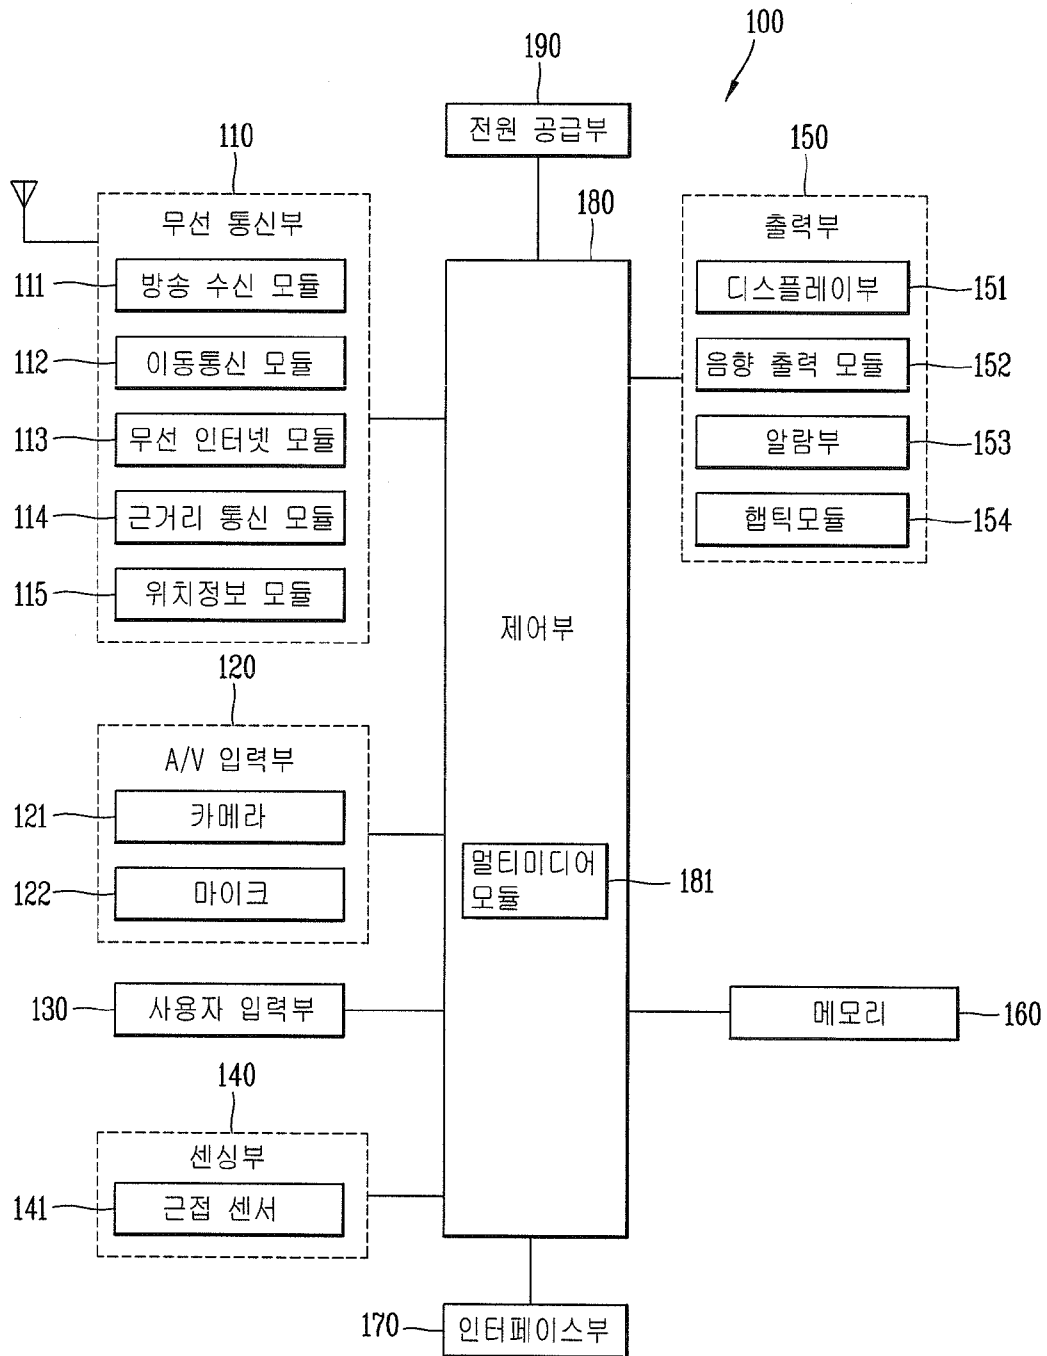 100
190
전원 공급부
110
무선 통신부
111 방송 수신 모듈
112 이동통신 모듈
113 무선 인터넷 모듈
114 근거리 통신 모듈
115 위치정보 모듈
120
A/V 입력부
121 카메라
122 마이크
130 사용자 입력부
140
센싱부
141 근접 센서
180
제어부
멀티미디어
모듈
181
150
출력부
디스플레이부 151
음향 출력 모듈 152
알람부 153
햅틱모듈 154
메모리 160
170 인터페이스부